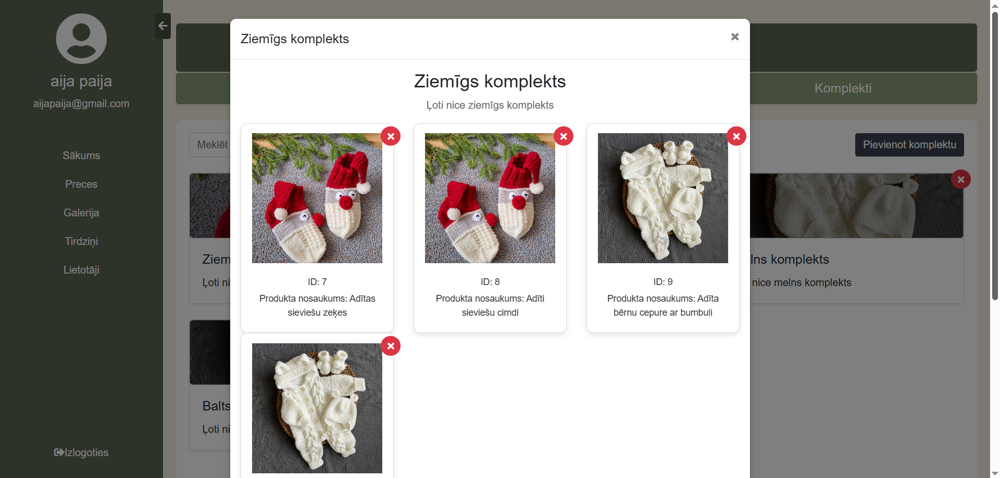 aija paija
aijapaija@gmail.com
Sākums
Preces
Galerija
Tirdziņi
Lietotāji
Izlogoties
Komplekti
Meklēt
Pievienot komplektu
Ziemīgs komplekts
Ziemīgs komplekts
Ļoti nice ziemīgs komplekts
ID: 7
Produkta nosaukums: Adītas
sieviešu zeķes
ID: 8
Produkta nosaukums: Adīti
sieviešu cimdi
ID: 9
Produkta nosaukums: Adīta
bērnu cepure ar bumbuli
Ziem
Ļoti ni
lns komplekts
nice melns komplekts
Balts
Ļoti ni